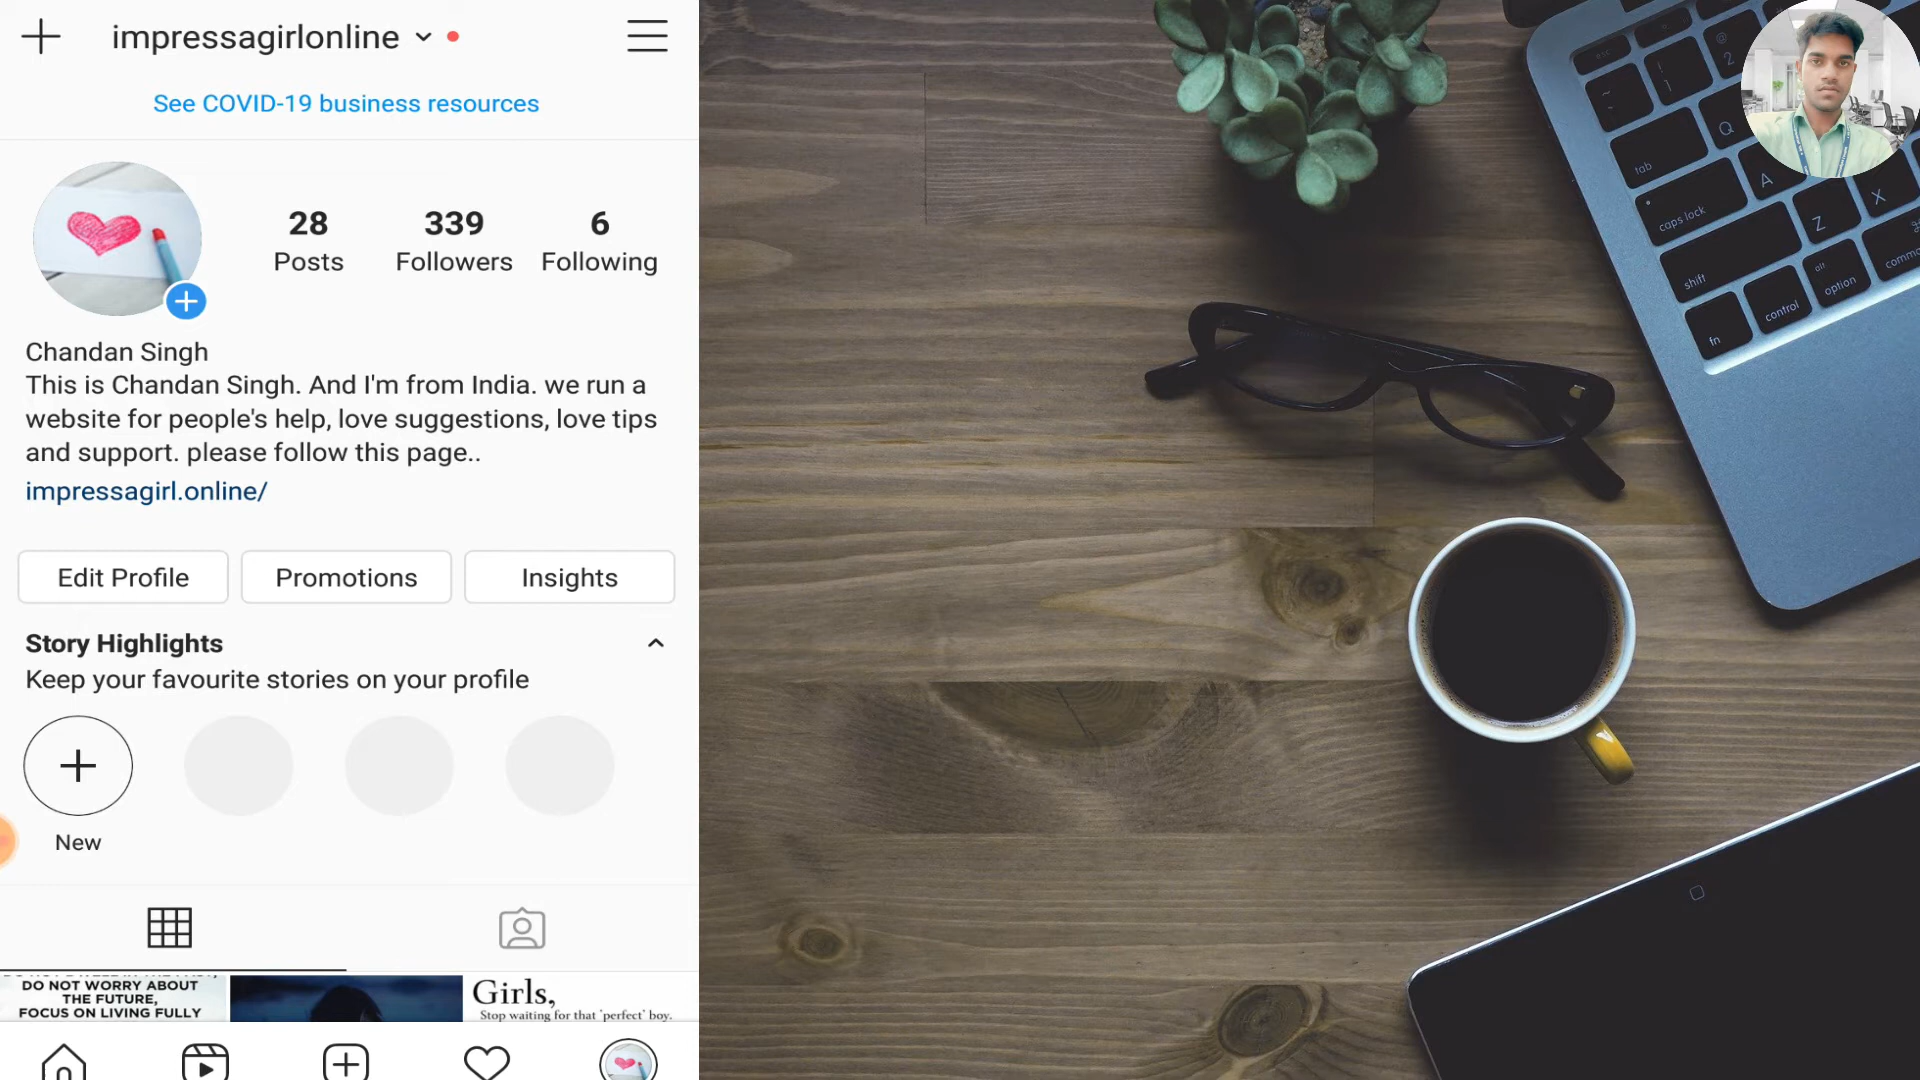 impressagirlonline
See COVID-19 business resources
28
Posts
339
Followers
6
Following
Chandan Singh
This is Chandan Singh. And I'm from India. we run a
website for people's help, love suggestions, love tips
and support. please follow this page..
impressagirl.online/
Edit Profile
Promotions
Insights
Story Highlights
Keep your favourite stories on your profile
New
DO NOT WORRY ABOUT
THE FUTURE,
FOCUS ON LIVING FULLY
Girls,
Stop waiting for that 'perfect' boy.
esc
2
tab
Q
A
caps lock
Z
X
shift
fn
control
alt
option